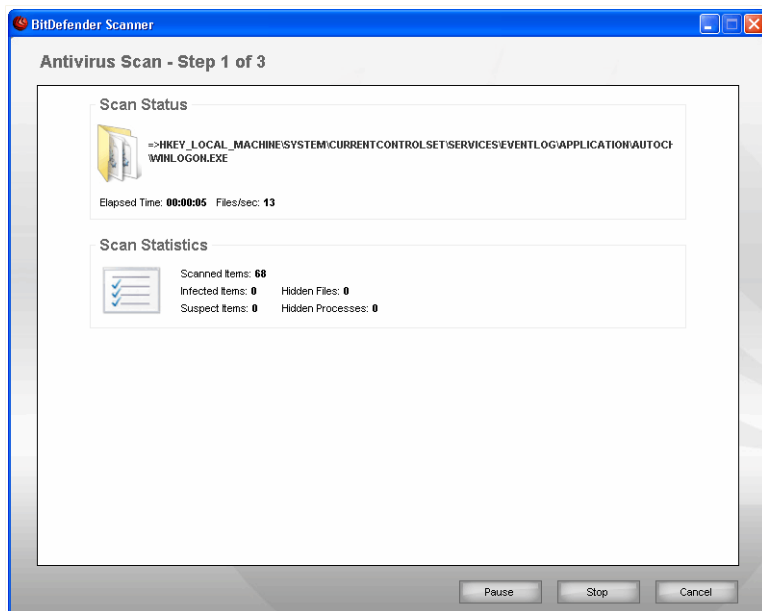 BitDefender Scanner
Antivirus Scan - Step 1 of 3
Scan Status
=>HKEY_LOCAL_MACHINE\SYSTEM\CURRENTCONTROLSET\SERVICES\EVENTLOG\APPLICATION\AUTOCH
\WINLOGON.EXE
Elapsed Time: 00:00:05 Files/sec: 13
Scan Statistics
Scanned Items: 68
Infected Items: 0 Hidden Files: 0
Suspect Items: 0 Hidden Processes: 0
Pause Stop Cancel